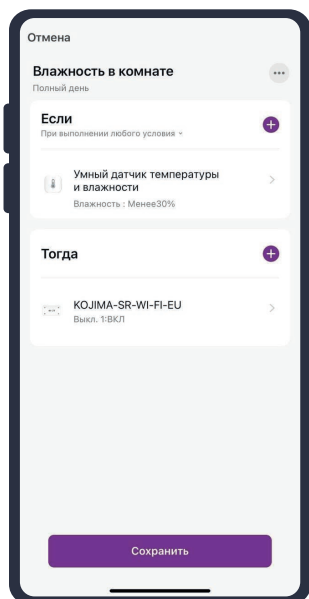 Отмена
Влажность в комнате
Полный день
Если
При выполнении любого условия
Умный датчик температуры
и влажности
Влажность : Менее30%
Тогда
KOJIMA-SR-WI-FI-EU
Выкл. 1:ВКЛ
Сохранить